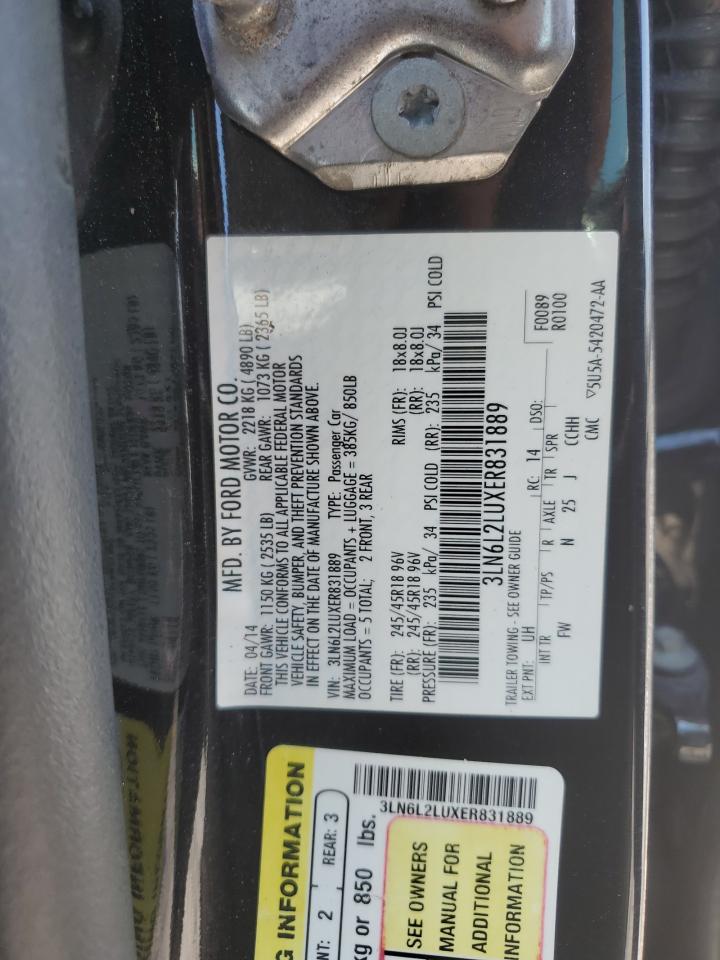 MFD. BY FORD MOTOR CO.
DATE: 04/14 GVWR: 2218 KG ( 4890 LB)
FRONT GAWR: 1150 KG ( 2535 LB) REAR GAWR: 1073 KG ( 2365 LB)
THIS VEHICLE CONFORMS TO ALL APPLICABLE FEDERAL MOTOR
VEHICLE SAFETY, BUMPER, AND THEFT PREVENTION STANDARDS
IN EFFECT ON THE DATE OF MANUFACTURE SHOWN ABOVE.
VIN: 3LN6L2LUXER831889 TYPE: Passenger Car
MAXIMUM LOAD = OCCUPANTS + LUGGAGE = 385KG/ 850LB
OCCUPANTS = 5 TOTAL; 2 FRONT, 3 REAR
TIRE (FR): 245/45R18 96V RIMS (FR): 18x8.0J
(RR): 245/45R18 96V (RR): 18x8.0J
PRESSURE (FR): 235 kPa/ 34 PSI COLD (RR): 235 kPa/ 34 PSI COLD
3LN6L2LUXER831889
TRAILER TOWING - SEE OWNER GUIDE F0089
EXT PNT: UH RC: 14 DSO: R0100
INT TR TP/PS R AXLE TR SPR
FW N 25 J CCHH
CMC ▽5U5A-5420472-AA
G INFORMATION
NT: 2 REAR: 3
kg or 850 lbs.
3LN6L2LUXER831889
SEE OWNERS
MANUAL FOR
ADDITIONAL
INFORMATION